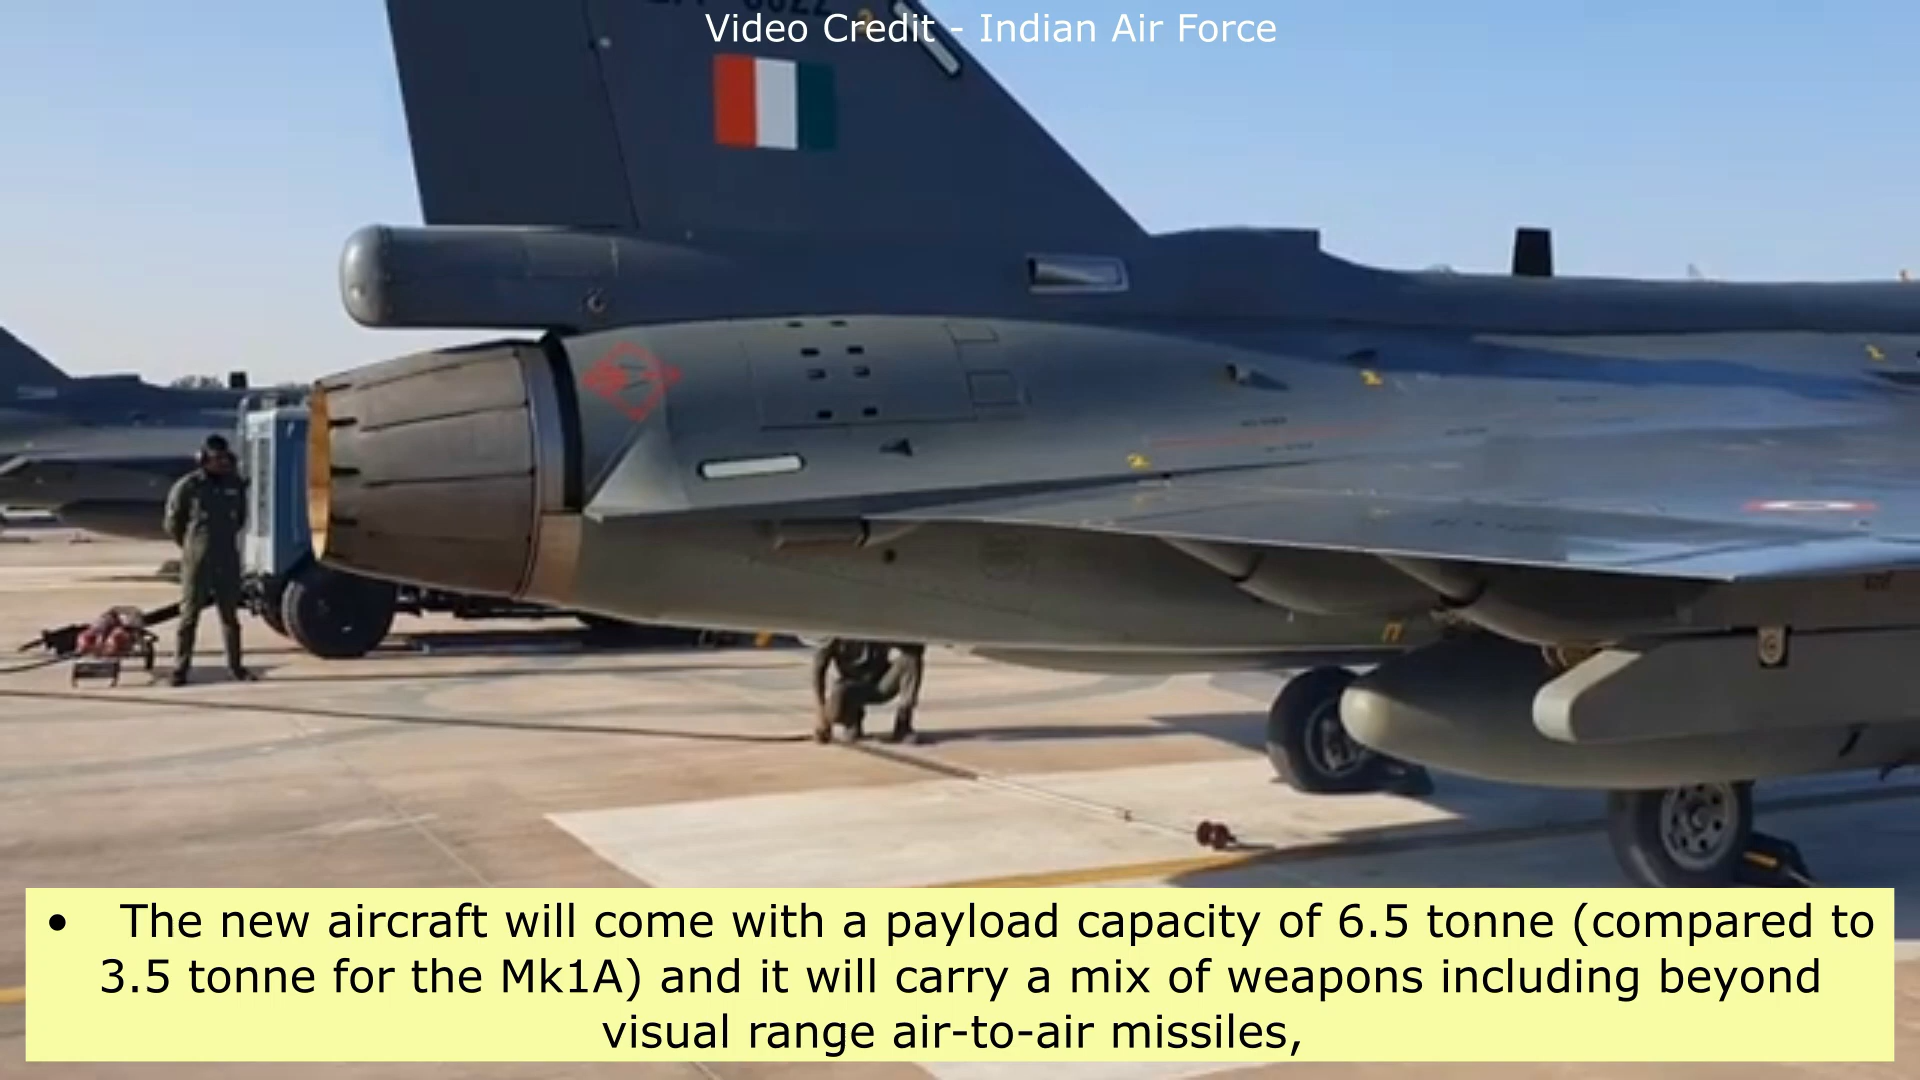 Video Credit - Indian Air Force
• The new aircraft will come with a payload capacity of 6.5 tonne (compared to
3.5 tonne for the Mk1A) and it will carry a mix of weapons including beyond
visual range air-to-air missiles,